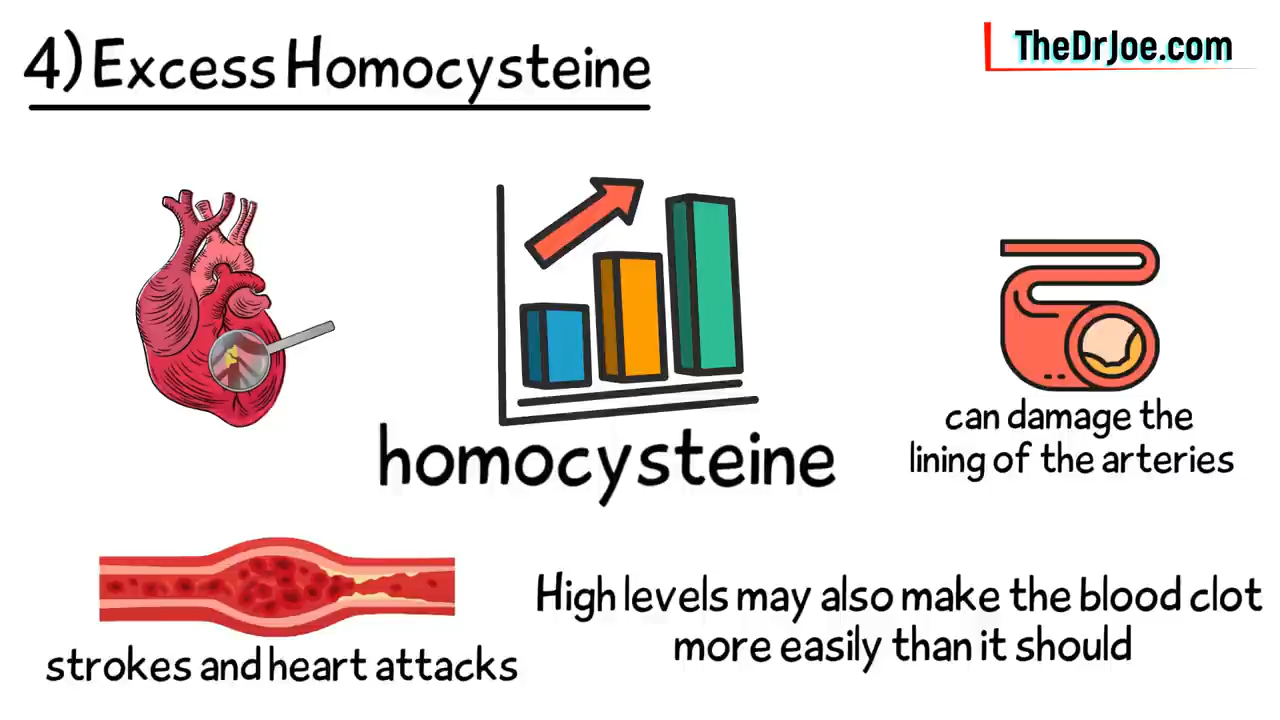 4) Excess Homocysteine
TheDrJoe.com
homocysteine
can damage the
lining of the arteries
strokes and heart attacks
High levels may also make the blood clot
more easily than it should